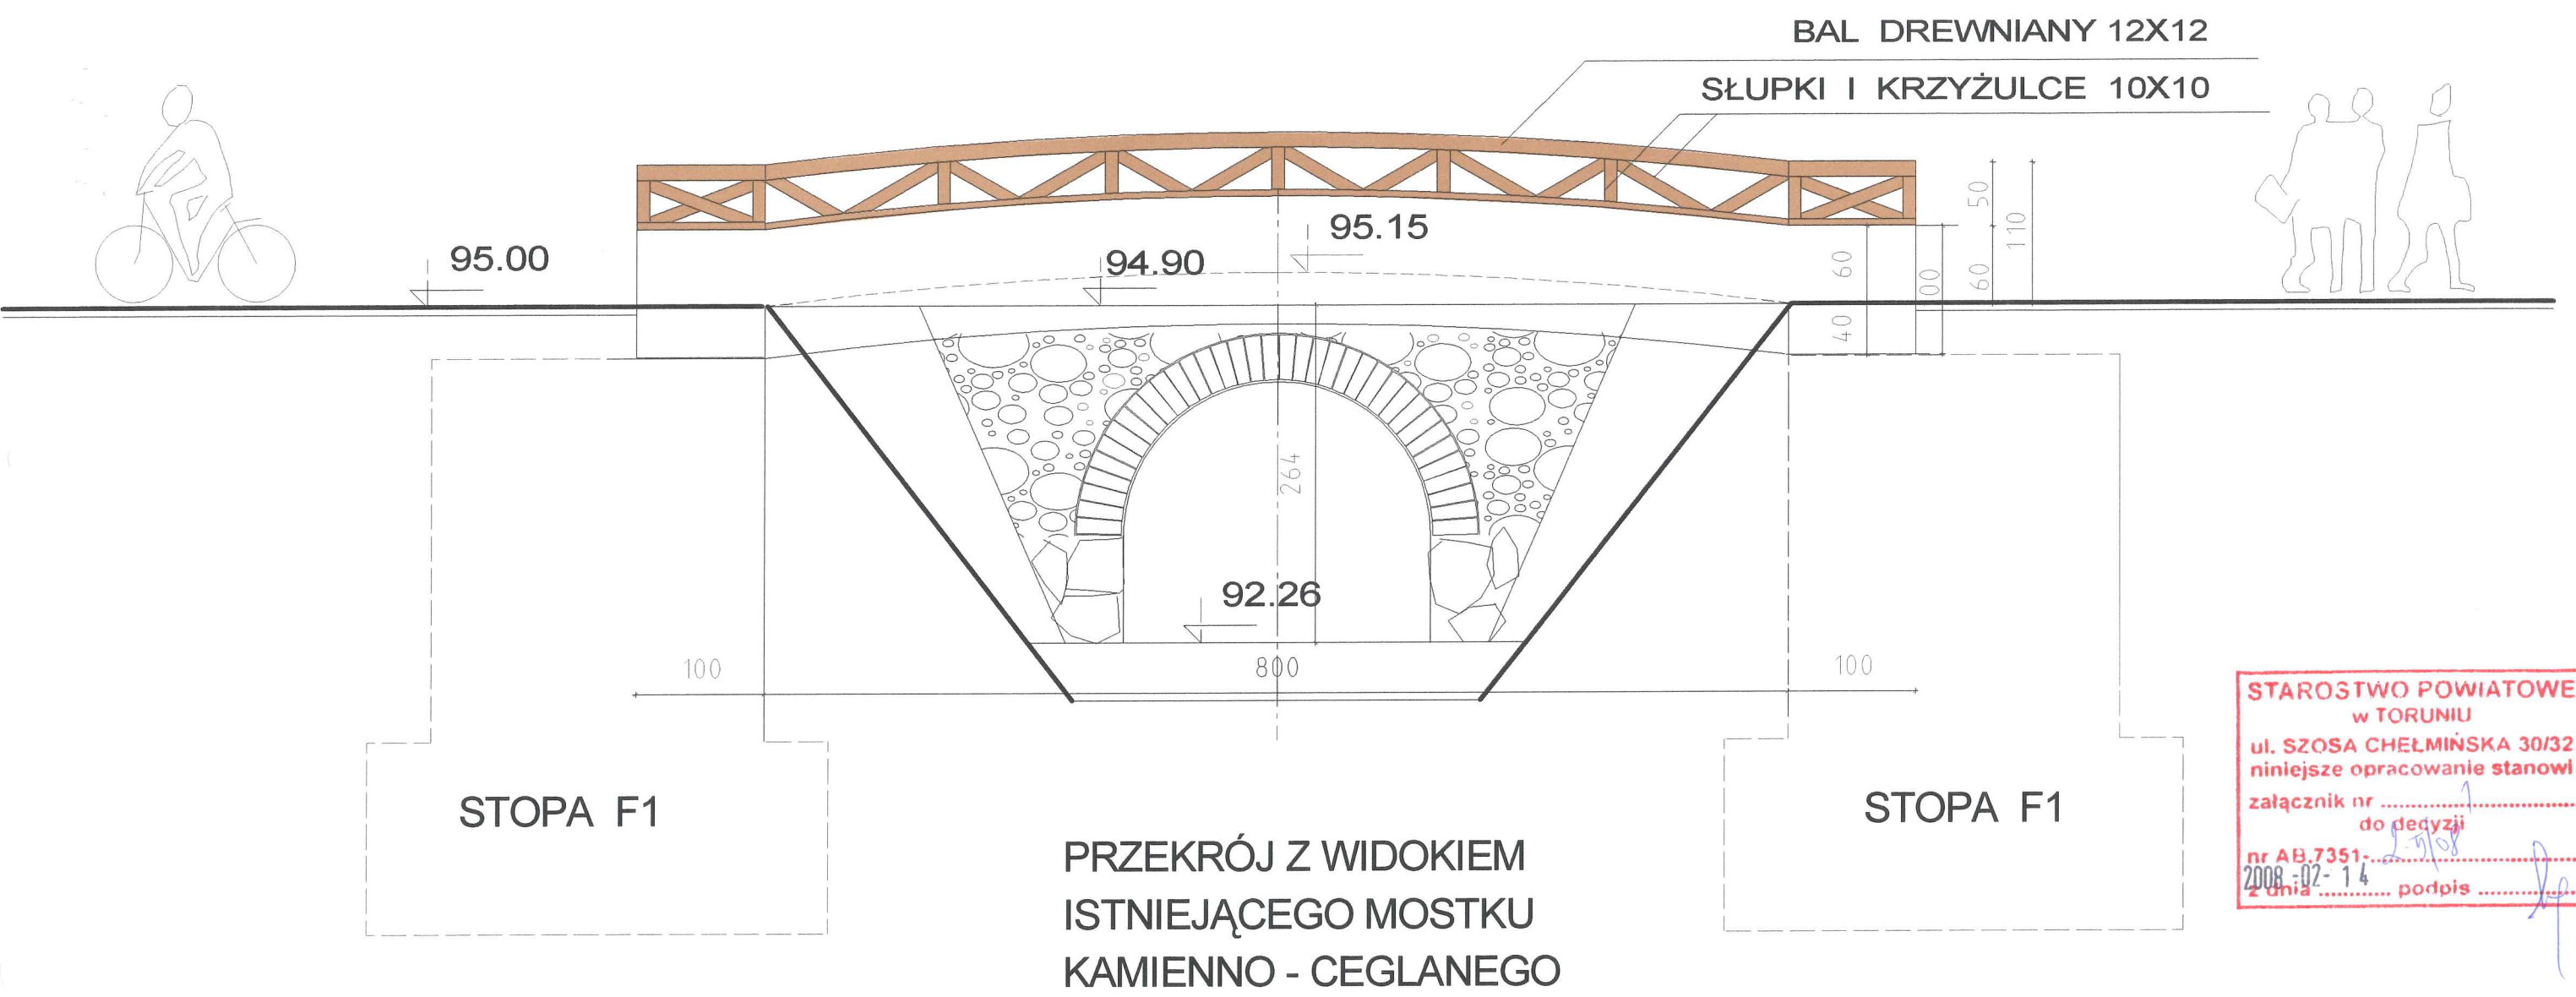 BAL DREWNIANY 12X12
SŁUPKI I KRZYŻULCE 10X10
95.00
94.90
95.15
50
110
60
60
00
40
264
92.26
100
800
100
STOPA F1
STOPA F1
PRZEKRÓJ Z WIDOKIEM
ISTNIEJĄCEGO MOSTKU
KAMIENNO - CEGLANEGO
STAROSTWO POWIATOWE
w TORUNIU
ul. SZOSA CHEŁMIŃSKA 30/32
niniejsze opracowanie stanowi
załącznik nr 1
do decyzji
nr AB.7351-
z dnia 2008-02-14 podpis